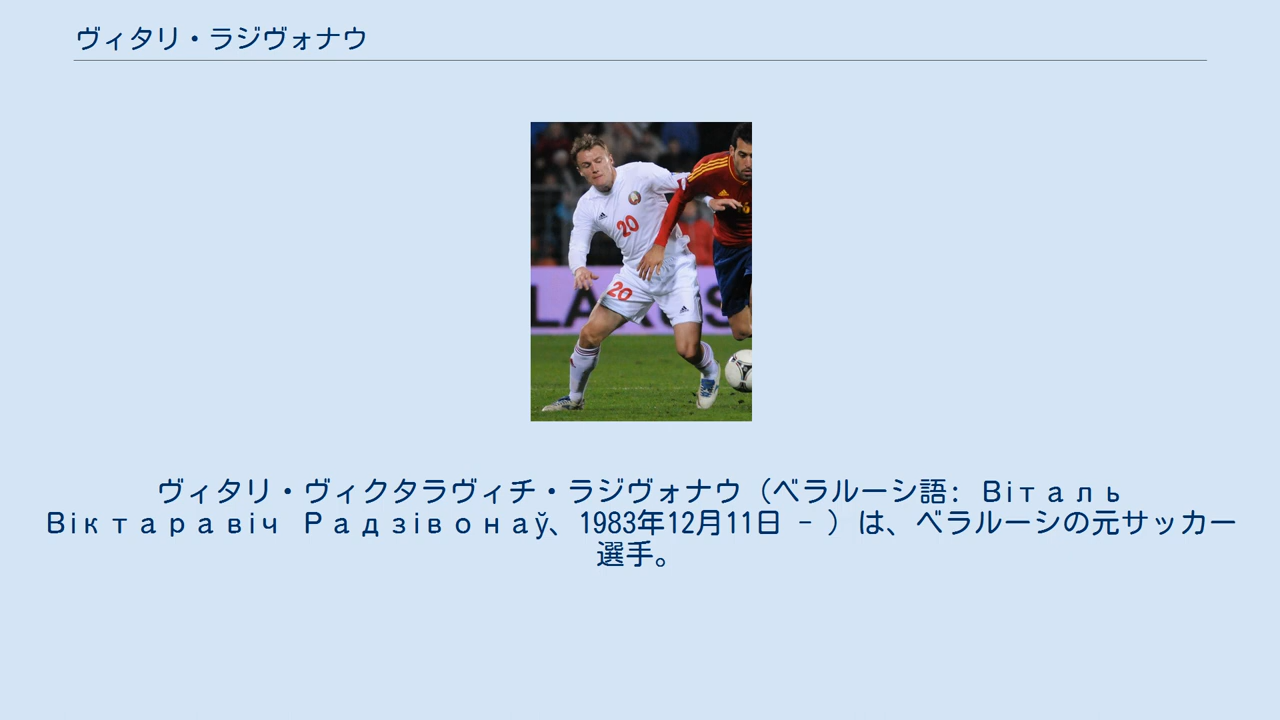 ヴィタリ・ラジヴォナウ
20
20
ヴィタリ・ヴィクタラヴィチ・ラジヴォナウ（ベラルーシ語: Віталь
Віктаравіч Радзівонаў、1983年12月11日 - ）は、ベラルーシの元サッカー
選手。